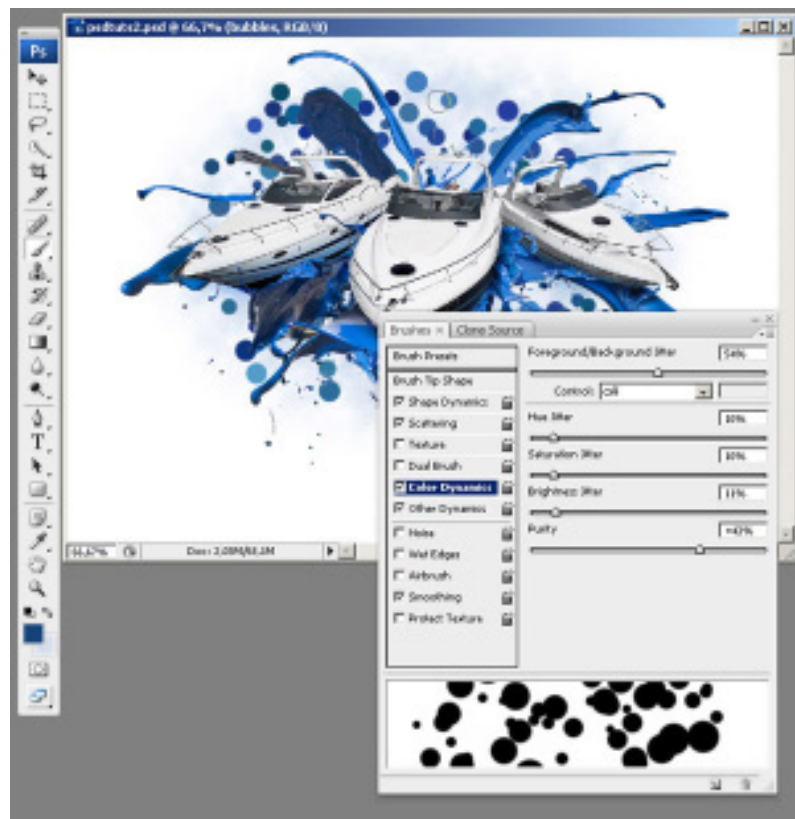 psdtuts2.psd @ 66,7% (bubbles, RGB/8)
Ps
T
66,67%
Doc:
Brushes × Clone Source
Brush Presets
Brush Tip Shape
Shape Dynamics
Scattering
Texture
Dual Brush
Color Dynamics
Other Dynamics
Noise
Wet Edges
Airbrush
Smoothing
Protect Texture
Foreground/Background Jitter 54%
Control: Off
Hue Jitter 10%
Saturation Jitter 10%
Brightness Jitter 11%
Purity +43%